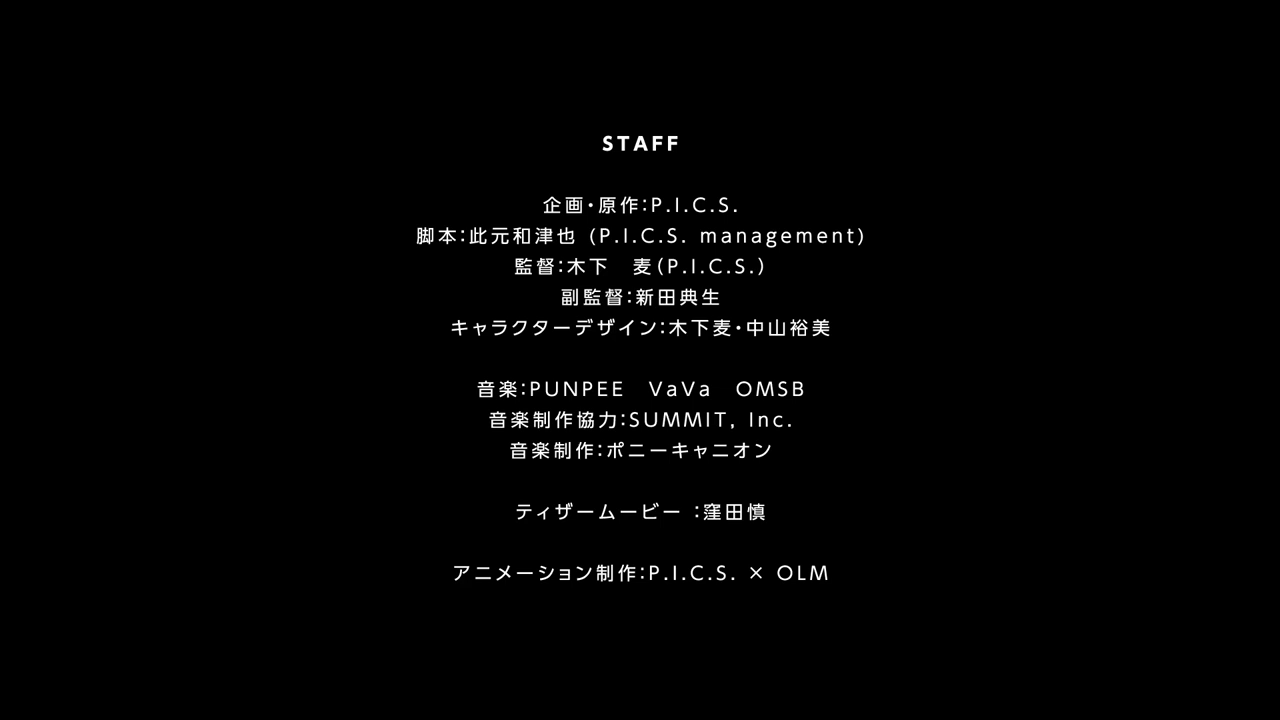 STAFF
企画・原作：P.I.C.S.
脚本：此元和津也 (P.I.C.S. management)
監督：木下　麦(P.I.C.S.)
副監督：新田典生
キャラクターデザイン：木下麦・中山裕美
音楽：PUNPEE　VaVa　OMSB
音楽制作協力：SUMMIT, Inc.
音楽制作：ポニーキャニオン
ティザームービー ：窪田慎
アニメーション制作：P.I.C.S. × OLM